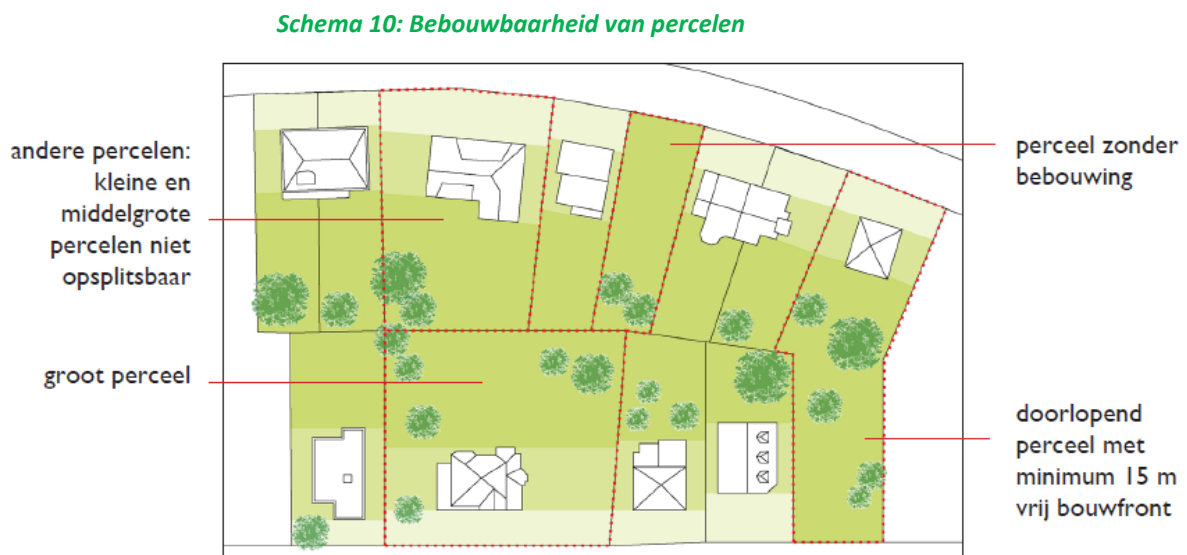 Schema 10: Bebouwbaarheid van percelen
andere percelen:
kleine en
middelgrote
percelen niet
opsplitsbaar
groot perceel
perceel zonder
bebouwing
doorlopend
perceel met
minimum 15 m
vrij bouwfront